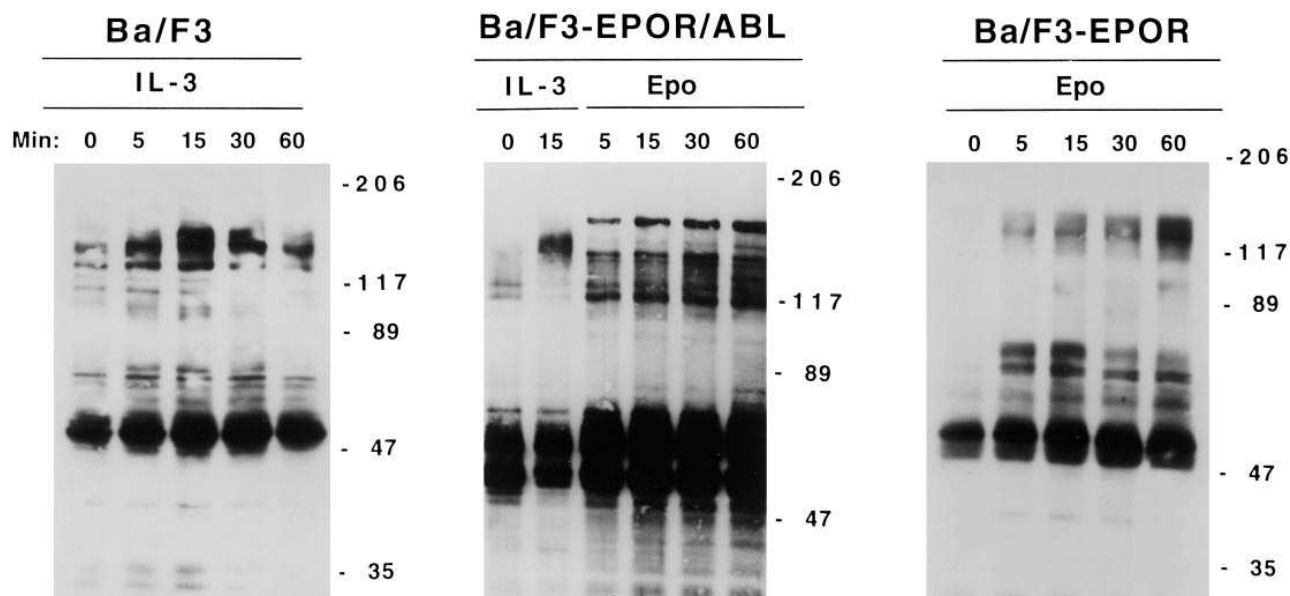 Ba/F3
IL-3
Min: 0 5 15 30 60
-206
-117
- 89
- 47
- 35
Ba/F3-EPOR/ABL
IL-3 Epo
0 15 5 15 30 60
-206
-117
- 89
- 47
Ba/F3-EPOR
Epo
0 5 15 30 60
-206
-117
- 89
- 47
- 35